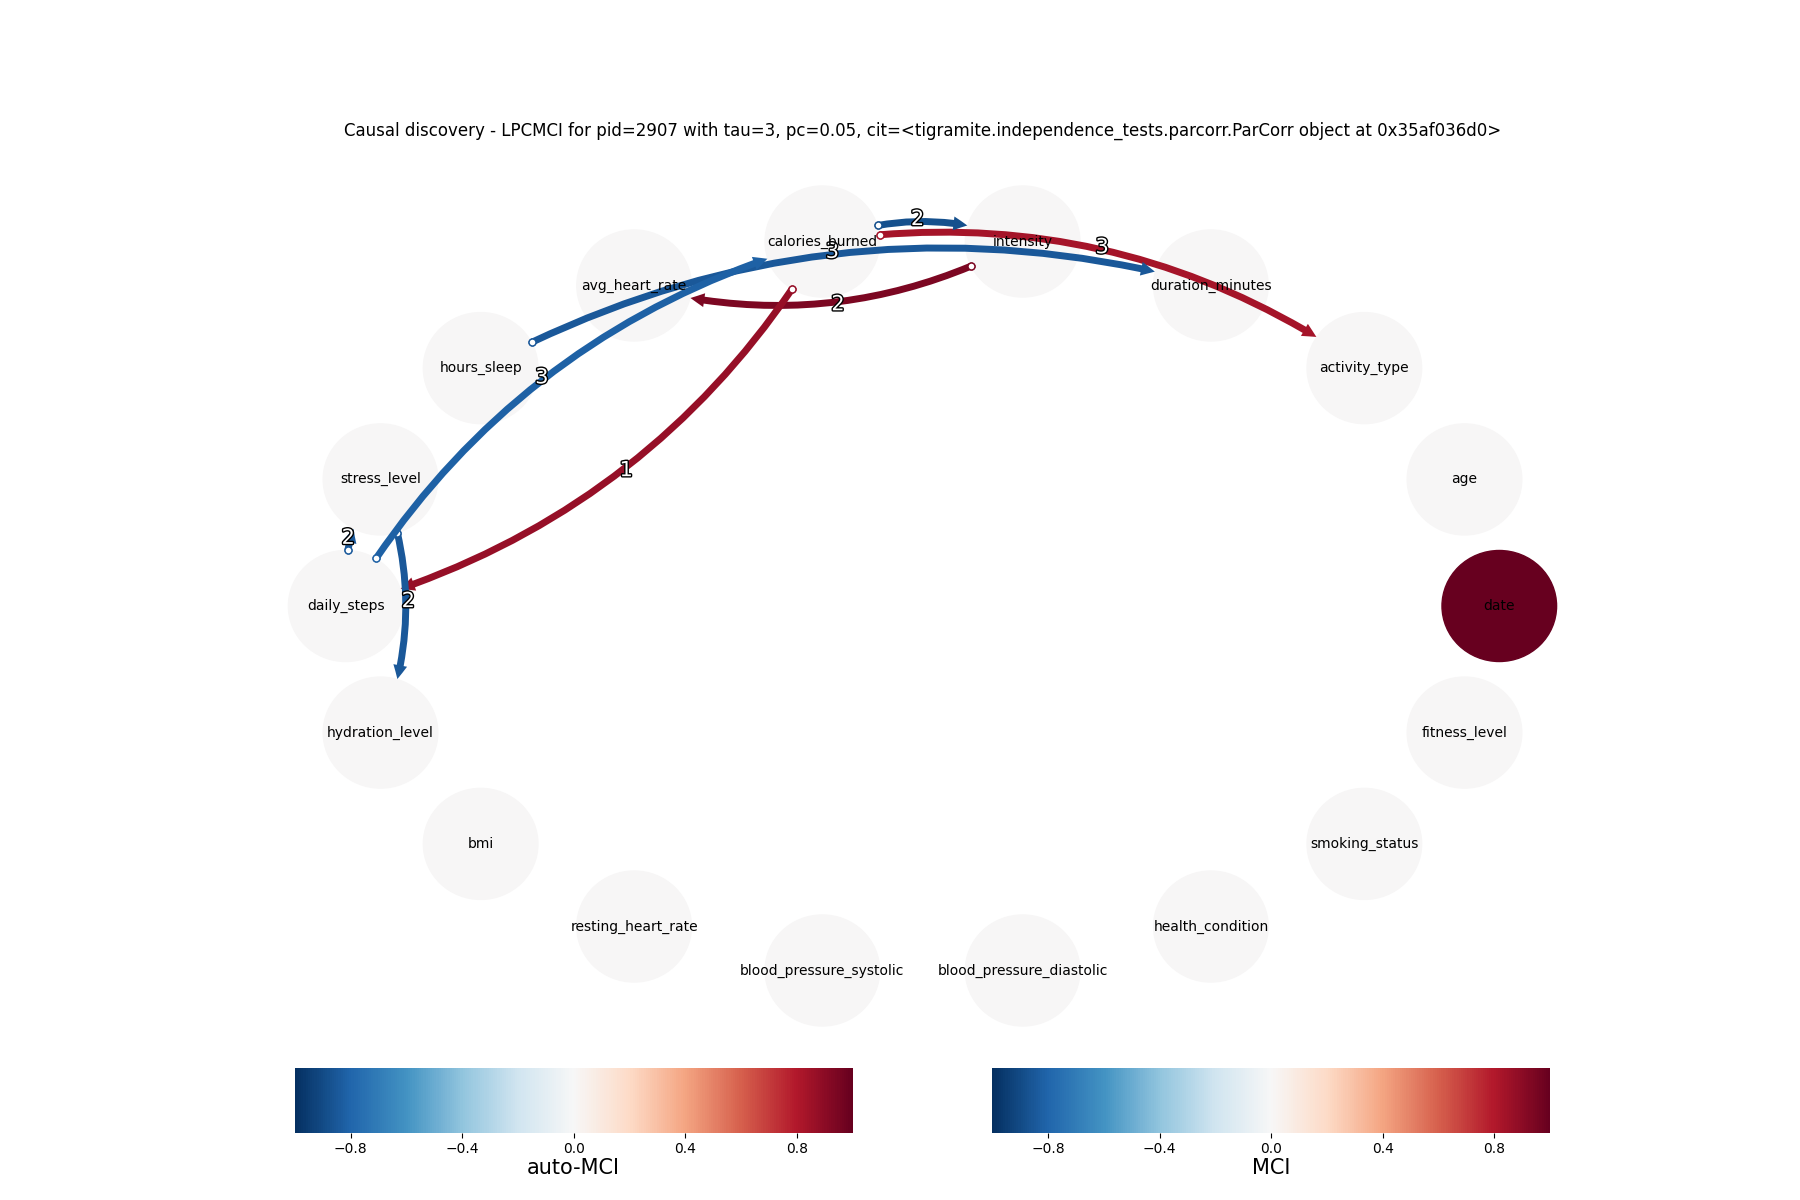 Causal discovery - LPCMCI for pid=2907 with tau=3, pc=0.05, cit=<tigramite.independence_tests.parcorr.ParCorr object at 0x35af036d0>
2
calories_burned
intensity
3
3
avg_heart_rate
duration_minutes
2
hours_sleep
3
activity_type
1
stress_level
age
2
daily_steps
2
date
hydration_level
fitness_level
bmi
smoking_status
resting_heart_rate
health_condition
blood_pressure_systolic
blood_pressure_diastolic
−0.8 −0.4 0.0 0.4 0.8
auto-MCI
−0.8 −0.4 0.0 0.4 0.8
MCI